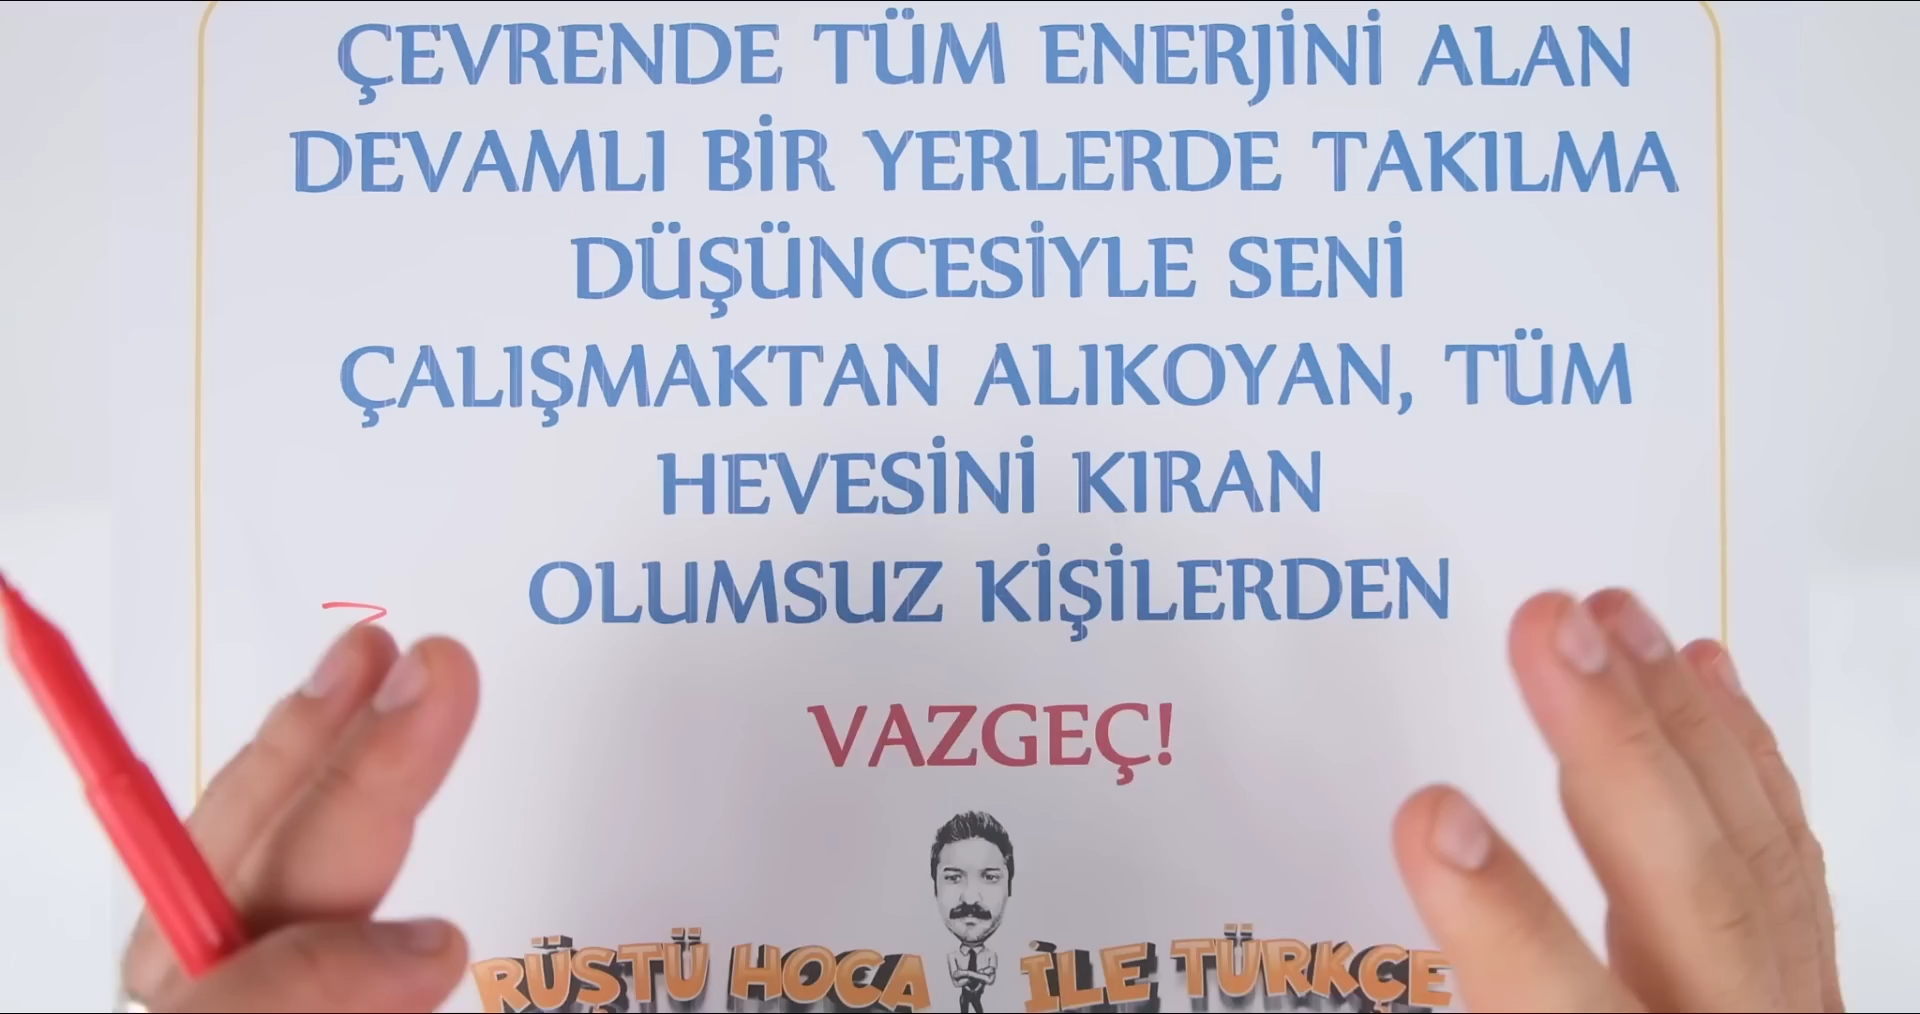 ÇEVRENDE TÜM ENERJİNİ ALAN
DEVAMLI BİR YERLERDE TAKILMA
DÜŞÜNCESİYLE SENİ
ÇALIŞMAKTAN ALIKOYAN, TÜM
HEVESİNİ KIRAN
OLUMSUZ KİŞİLERDEN
VAZGEÇ!
RÜŞTÜ HOCA İLE TÜRKÇE